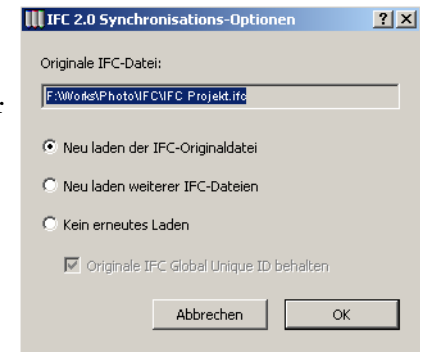 IFC 2.0 Synchronisations-Optionen
Originale IFC-Datei:
F:\Works\Photo\IFC\IFC Projekt.ifc
Neu laden der IFC-Originaldatei
Neu laden weiterer IFC-Dateien
Kein erneutes Laden
Originale IFC Global Unique ID behalten
Abbrechen OK